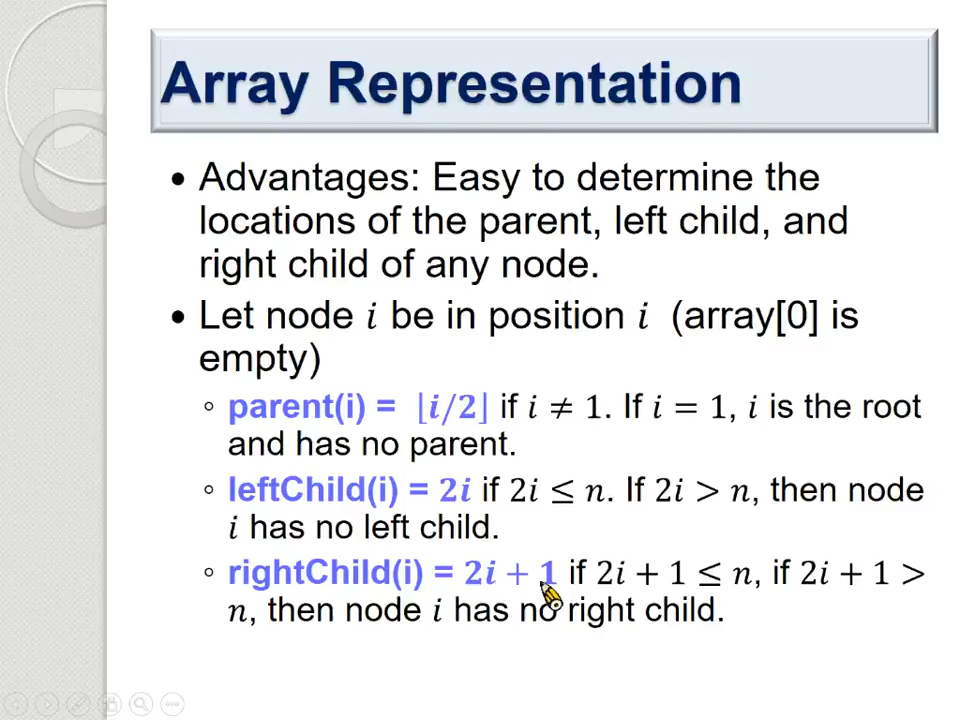 Array Representation
• Advantages: Easy to determine the
locations of the parent, left child, and
right child of any node.
• Let node 𝑖 be in position 𝑖 (array[0] is
empty)
◦ parent(i) = ⌊𝒊/𝟐⌋ if 𝑖 ≠ 1. If 𝑖 = 1, 𝑖 is the root
and has no parent.
◦ leftChild(i) = 𝟐𝒊 if 2𝑖 ≤ 𝑛. If 2𝑖 > 𝑛, then node
𝑖 has no left child.
◦ rightChild(i) = 𝟐𝒊 + 𝟏 if 2𝑖 + 1 ≤ 𝑛, if 2𝑖 + 1 >
𝑛, then node 𝑖 has no right child.